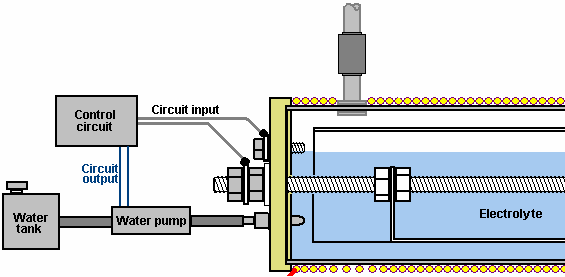 Control
circuit
Circuit input
Circuit
output
Water
tank
Water pump
Electrolyte